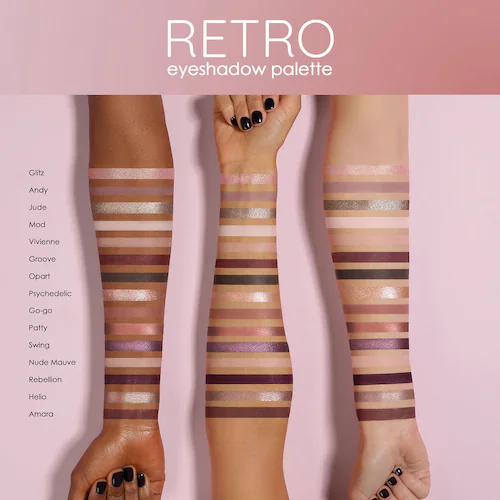 RETRO
eyeshadow palette
Glitz
Andy
Jude
Mod
Vivienne
Groove
Opart
Psychedelic
Go-go
Patty
Swing
Nude Mauve
Rebellion
Helio
Amara